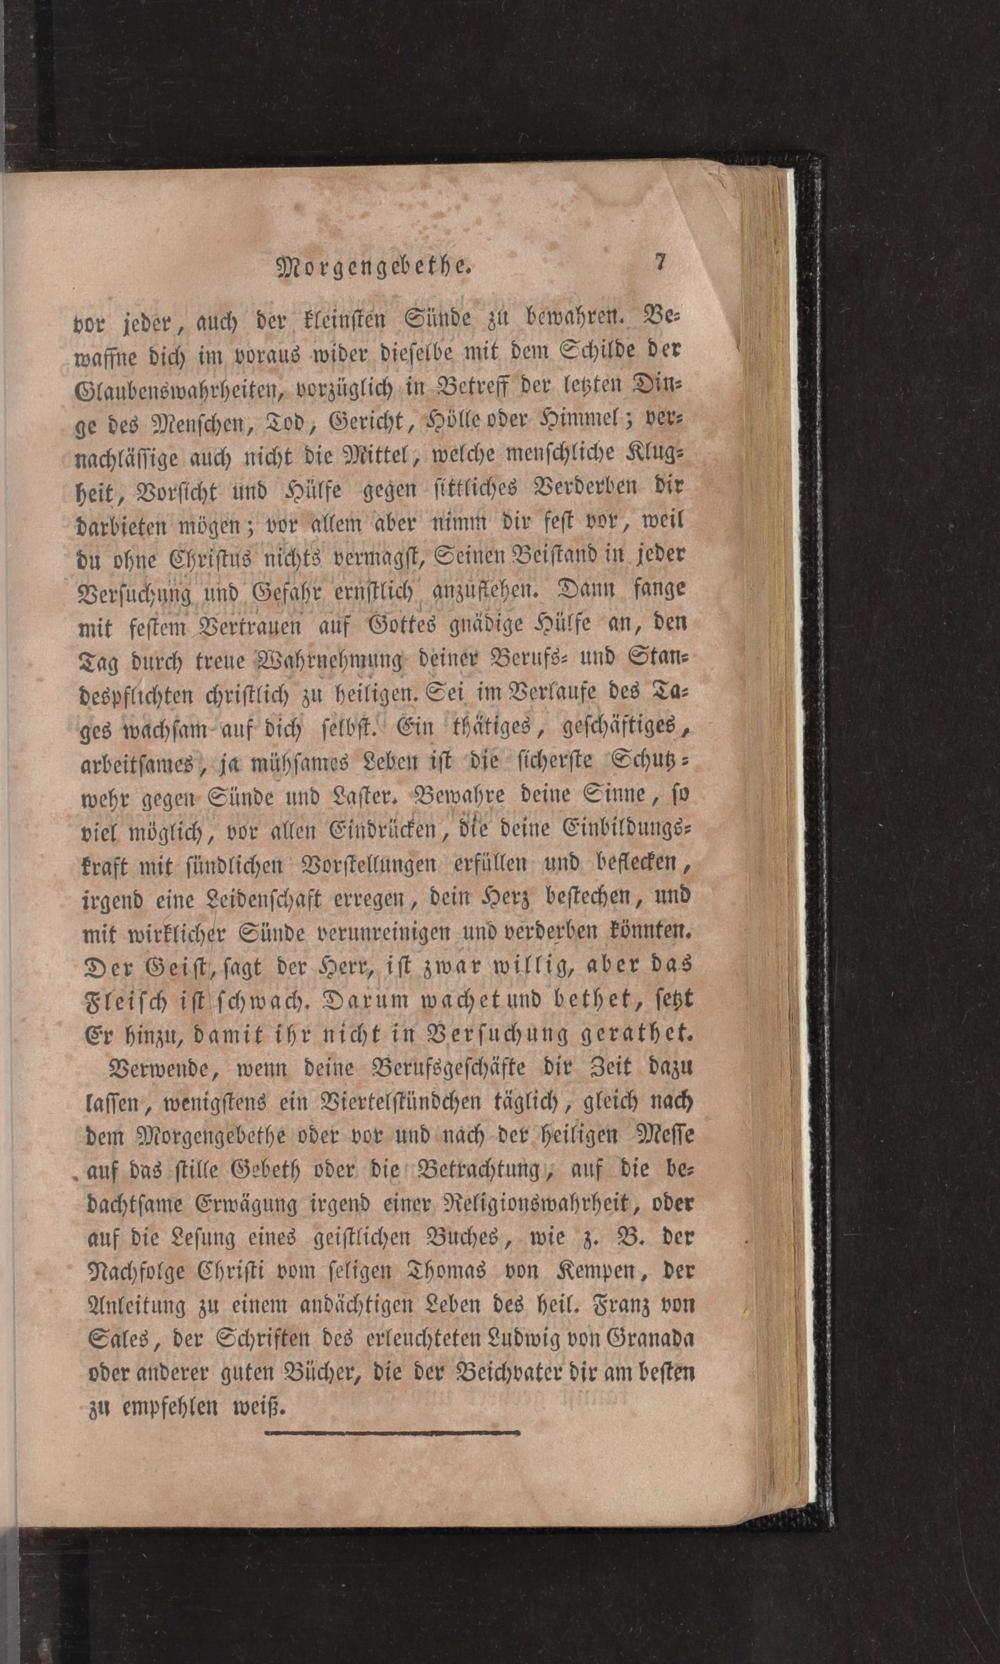 Morgengebethe. 7
vor jeder, auch der kleinsten Sünde zu bewahren. Be-
waffne dich im voraus wider dieselbe mit dem Schilde der
Glaubenswahrheiten, vorzüglich in Betreff der letzten Din-
ge des Menschen, Tod, Gericht, Hölle oder Himmel; ver-
nachlässige auch nicht die Mittel, welche menschliche Klug-
heit, Vorsicht und Hülfe gegen sittliches Verderben dir
darbieten mögen; vor allem aber nimm dir fest vor, weil
du ohne Christus nichts vermagst, Seinen Beistand in jeder
Versuchung und Gefahr ernstlich anzuflehen. Dann fange
mit festem Vertrauen auf Gottes gnädige Hülfe an, den
Tag durch treue Wahrnehmung deiner Berufs- und Stan-
despflichten christlich zu heiligen. Sei im Verlaufe des Ta-
ges wachsam auf dich selbst. Ein thätiges, geschäftiges,
arbeitsames, ja mühsames Leben ist die sicherste Schutz-
wehr gegen Sünde und Laster. Bewahre deine Sinne, so
viel möglich, vor allen Eindrücken, die deine Einbildungs-
kraft mit sündlichen Vorstellungen erfüllen und beflecken,
irgend eine Leidenschaft erregen, dein Herz bestechen, und
mit wirklicher Sünde verunreinigen und verderben könnten.
Der Geist, sagt der Herr, ist zwar willig, aber das
Fleisch ist schwach. Darum wachet und bethet, setzt
Er hinzu, damit ihr nicht in Versuchung gerathet.
Verwende, wenn deine Berufsgeschäfte dir Zeit dazu
lassen, wenigstens ein Viertelstündchen täglich, gleich nach
dem Morgengebethe oder vor und nach der heiligen Messe
auf das stille Gebeth oder die Betrachtung, auf die be-
dachtsame Erwägung irgend einer Religionswahrheit, oder
auf die Lesung eines geistlichen Buches, wie z. B. der
Nachfolge Christi vom seligen Thomas von Kempen, der
Anleitung zu einem andächtigen Leben des heil. Franz von
Sales, der Schriften des erleuchteten Ludwig von Granada
oder anderer guten Bücher, die der Beichvater dir am besten
zu empfehlen weiß.